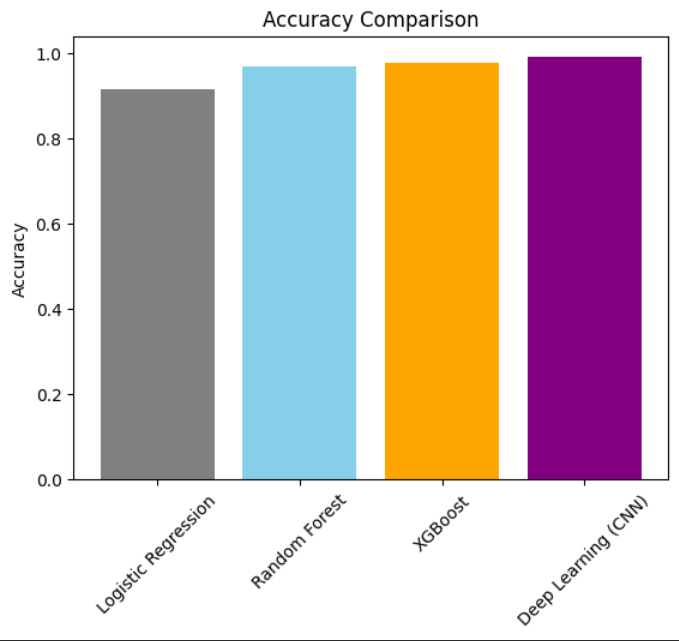 Accuracy Comparison
Accuracy
1.0
0.8
0.6
0.4
0.2
0.0
Logistic Regression
Random Forest
XGBoost
Deep Learning (CNN)